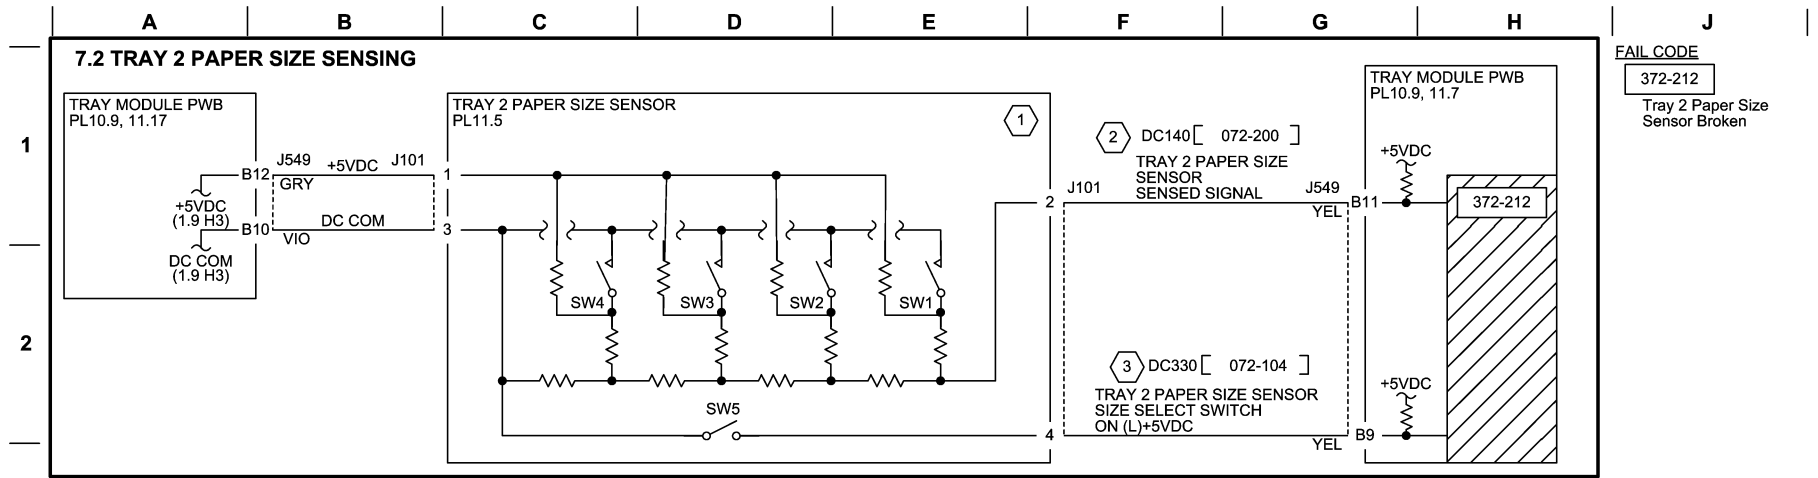 A B C D E F G H J
7.2 TRAY 2 PAPER SIZE SENSING
FAIL CODE
372-212
Tray 2 Paper Size
Sensor Broken
1
2
TRAY MODULE PWB
PL10.9, 11.17
+5VDC
(1.9 H3)
DC COM
(1.9 H3)
B12
B10
J549 +5VDC J101
GRY
DC COM
VIO
1
3
TRAY 2 PAPER SIZE SENSOR
PL11.5
1
SW4 SW3 SW2 SW1
SW5
2
4
2 DC140 [ 072-200 ]
TRAY 2 PAPER SIZE
SENSOR
SENSED SIGNAL
J101 J549
YEL
3 DC330 [ 072-104 ]
TRAY 2 PAPER SIZE SENSOR
SIZE SELECT SWITCH
ON (L)+5VDC
YEL
TRAY MODULE PWB
PL10.9, 11.7
+5VDC
B11
372-212
+5VDC
B9